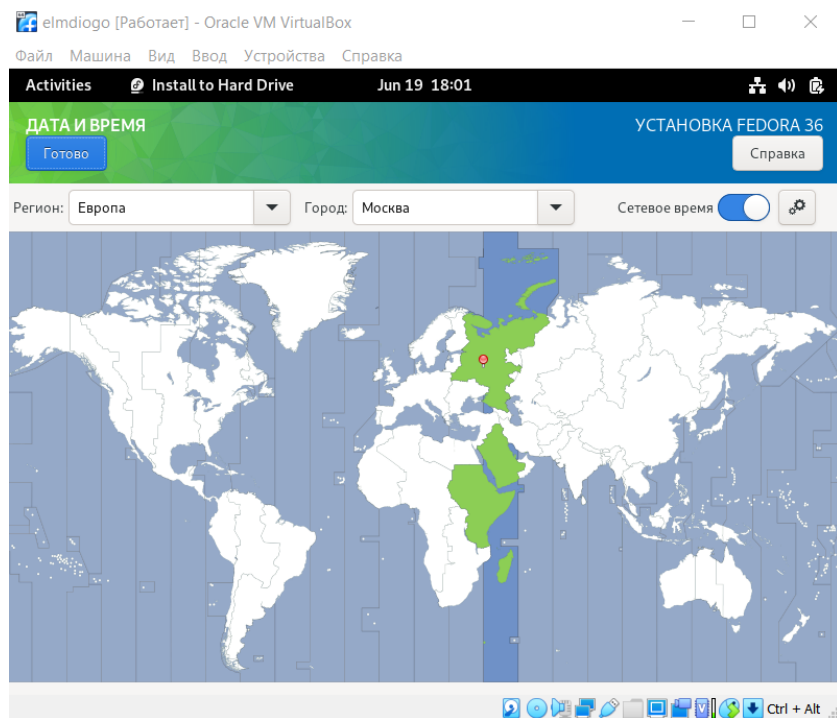 elmdiogo [Работает] - Oracle VM VirtualBox
Файл Машина Вид Ввод Устройства Справка
Activities Install to Hard Drive Jun 19 18:01
ДАТА И ВРЕМЯ УСТАНОВКА FEDORA 36
Готово Справка
Регион: Европа Город: Москва Сетевое время
Ctrl + Alt